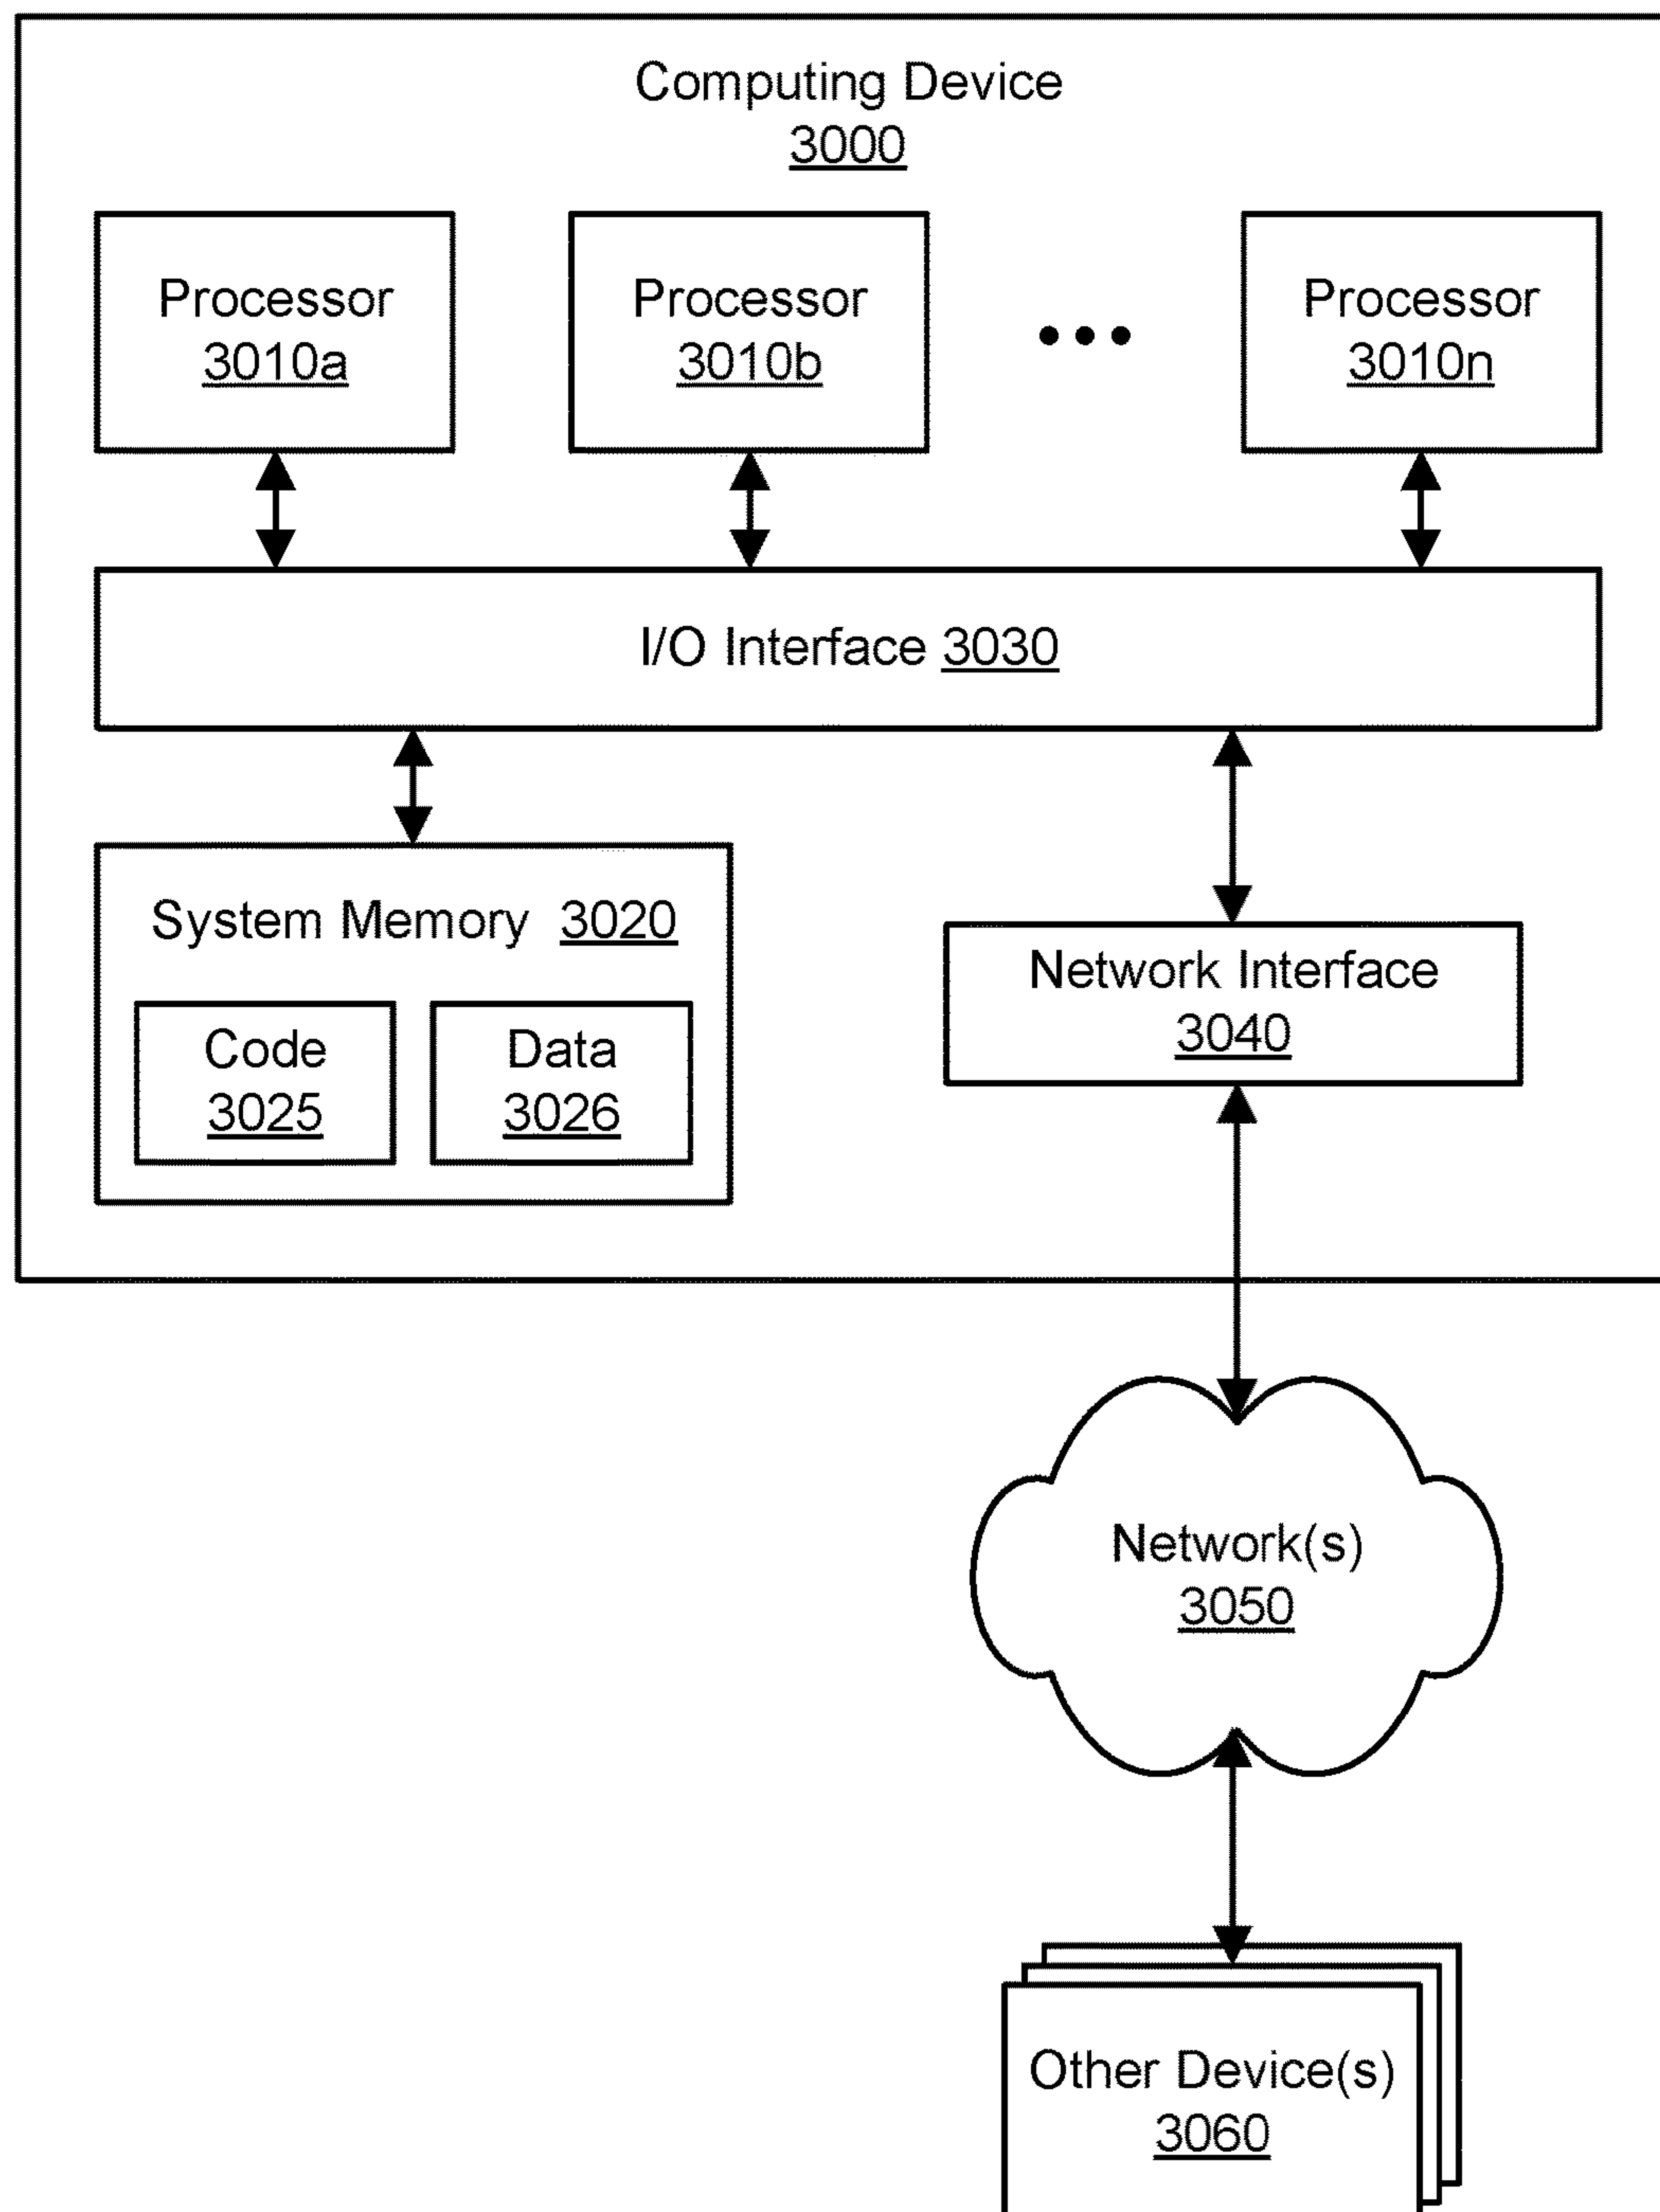 Computing Device
3000
Processor
3010a
Processor
3010b
Processor
3010n
I/O Interface 3030
System Memory 3020
Code
3025
Data
3026
Network Interface
3040
Network(s)
3050
Other Device(s)
3060